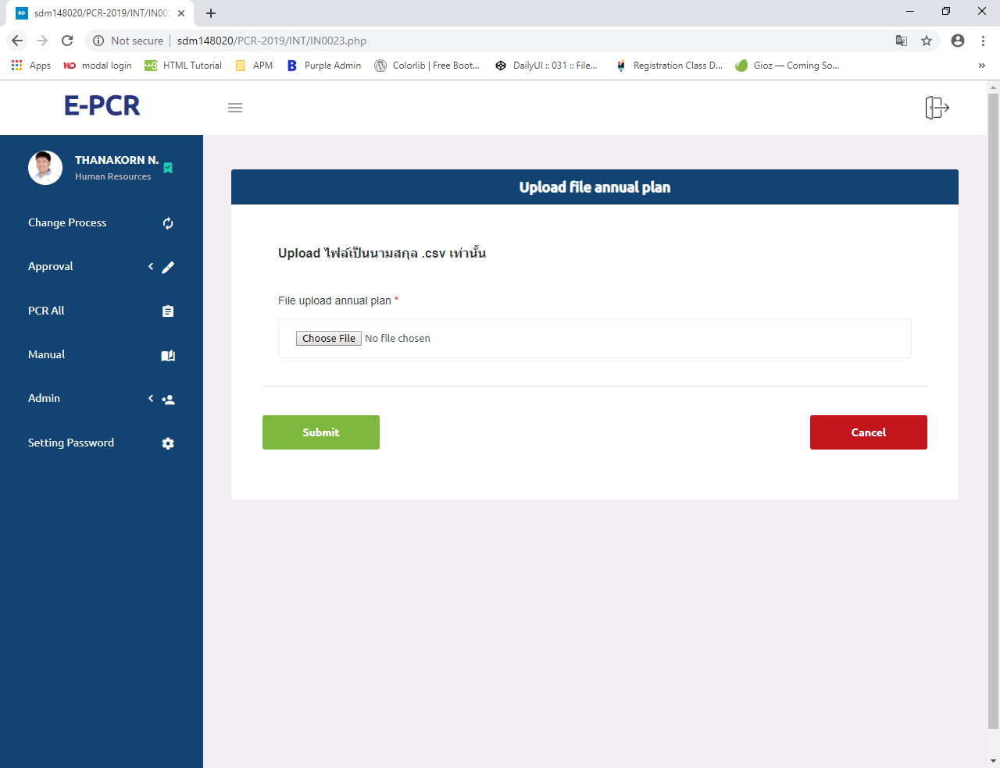 sdm148020/PCR-2019/INT/IN002
Not secure
sdm148020/PCR-2019/INT/IN0023.php
Apps
modal login
HTML Tutorial
APM
Purple Admin
Colorlib | Free Boot...
DailyUI :: 031 :: File...
Registration Class D...
Gioz — Coming So...
»
E-PCR
THANAKORN N.
Human Resources
Change Process
Approval
PCR All
Manual
Admin
Setting Password
Upload file annual plan
Upload ไฟล์เป็นนามสกุล .csv เท่านั้น
File upload annual plan *
Choose File No file chosen
Submit
Cancel